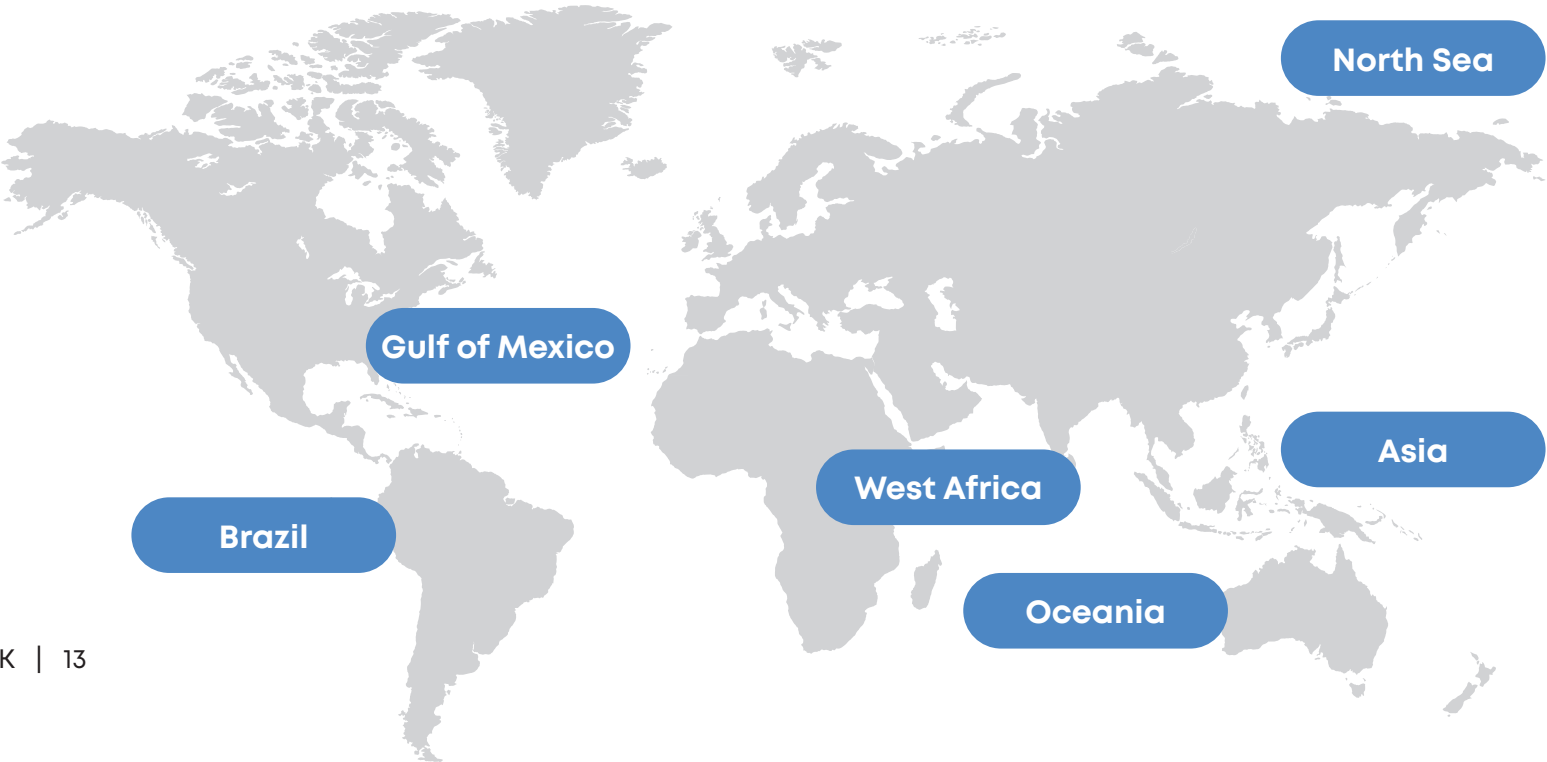 North Sea
Gulf of Mexico
Asia
West Africa
Brazil
Oceania
K | 13